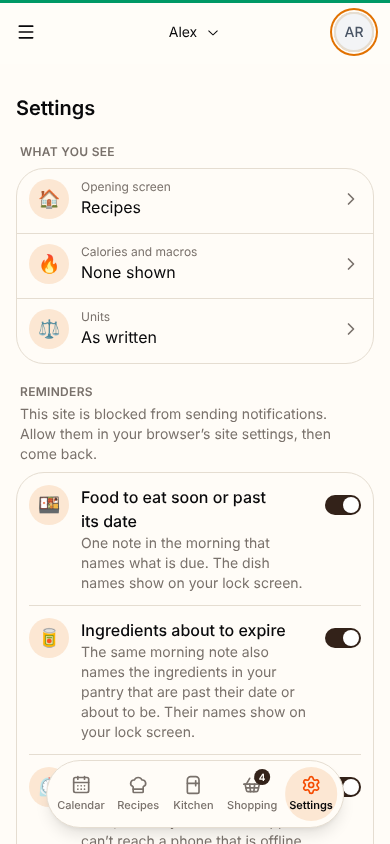 Alex
AR
Settings
WHAT YOU SEE
Opening screen
Recipes
Calories and macros
None shown
Units
As written
REMINDERS
This site is blocked from sending notifications.
Allow them in your browser’s site settings, then
come back.
Food to eat soon or past
its date
One note in the morning that
names what is due. The dish
names show on your lock screen.
Ingredients about to expire
The same morning note also
names the ingredients in your
pantry that are past their date or
about to be. Their names show on
your lock screen.
4
Calendar
Recipes
Kitchen
Shopping
Settings
can’t reach a phone that is offline